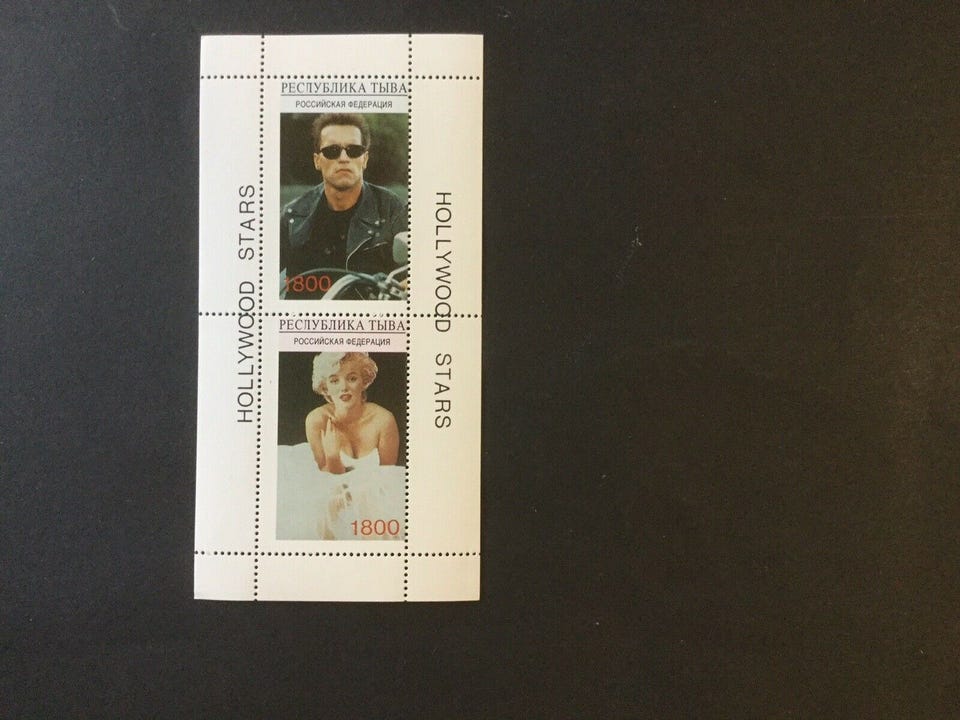 HOLLYWOOD STARS
РЕСПУБЛИКА ТЫВА
РОССИЙСКАЯ ФЕДЕРАЦИЯ
1800
РЕСПУБЛИКА ТЫВА
РОССИЙСКАЯ ФЕДЕРАЦИЯ
1800
HOLLYWOOD STARS